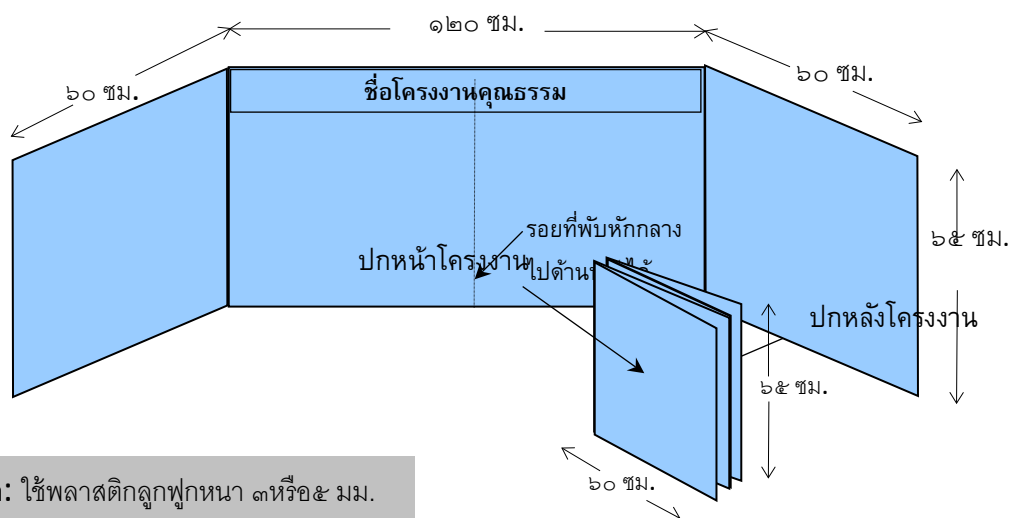 ๑๒๐ ซม.
๖๐ ซม.
๖๐ ซม.
ชื่อโครงงานคุณธรรม
รอยที่พับหักกลาง
๖๕ ซม.
ปกหน้าโครงงาน
ปกหลังโครงงาน
๖๕ ซม.
๖๐ ซม.
ใช้พลาสติกลูกฟูกหนา ๓หรือ๕ มม.